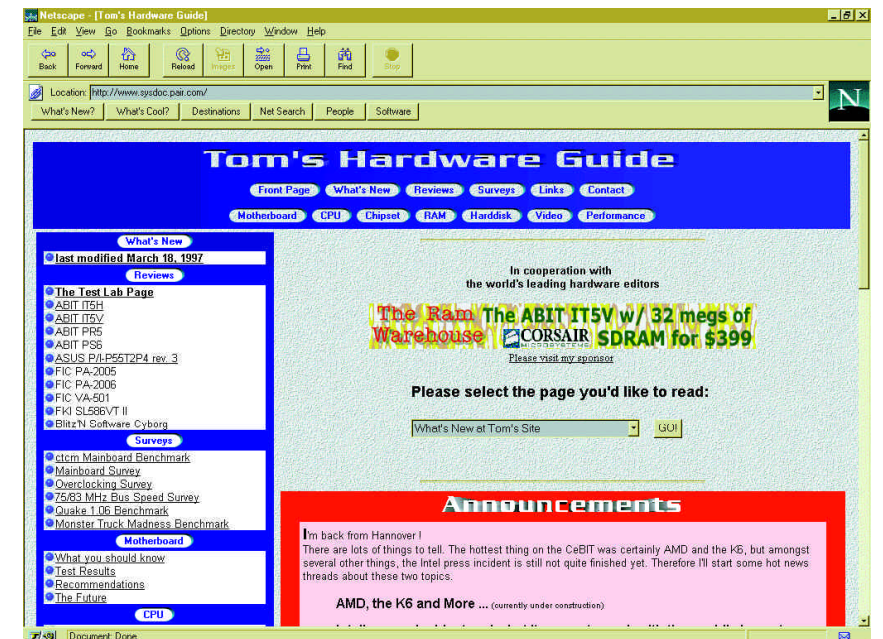 Netscape - [Tom's Hardware Guide]
File Edit View Go Bookmarks Options Directory Window Help
Back Forward Home Reload Images Open Print Find Stop
Location: http://www.sysdoc.pair.com/
N
What's New? What's Cool? Destinations Net Search People Software
Tom's Hardware Guide
Front Page What's New Reviews Surveys Links Contact
Motherboard CPU Chipset RAM Harddisk Video Performance
What's New
last modified March 18, 1997
Reviews
The Test Lab Page
ABIT IT5H
ABIT IT5V
ABIT PR5
ABIT PS6
ASUS P/I-P55T2P4 rev. 3
FIC PA-2005
FIC PA-2006
FIC VA-501
FKI SL586VT II
Blitz'N Software Cyborg
Surveys
ctcm Mainboard Benchmark
Mainboard Survey
Overclocking Survey
75/83 MHz Bus Speed Survey
Quake 1.06 Benchmark
Monster Truck Madness Benchmark
Motherboard
What you should know
Test Results
Recommendations
The Future
CPU
In cooperation with
the world's leading hardware editors
The Ram Warehouse
The ABIT IT5V w/ 32 megs of
CORSAIR MICROSYSTEMS SDRAM for $399
Please visit my sponsor
Please select the page you'd like to read:
What's New at Tom's Site GO!
Announcements
I'm back from Hannover !
There are lots of things to tell. The hottest thing on the CeBIT was certainly AMD and the K6, but amongst
several other things, the Intel press incident is still not quite finished yet. Therefore I'll start some hot news
threads about these two topics.
AMD, the K6 and More ... (currently under construction)
Document: Done